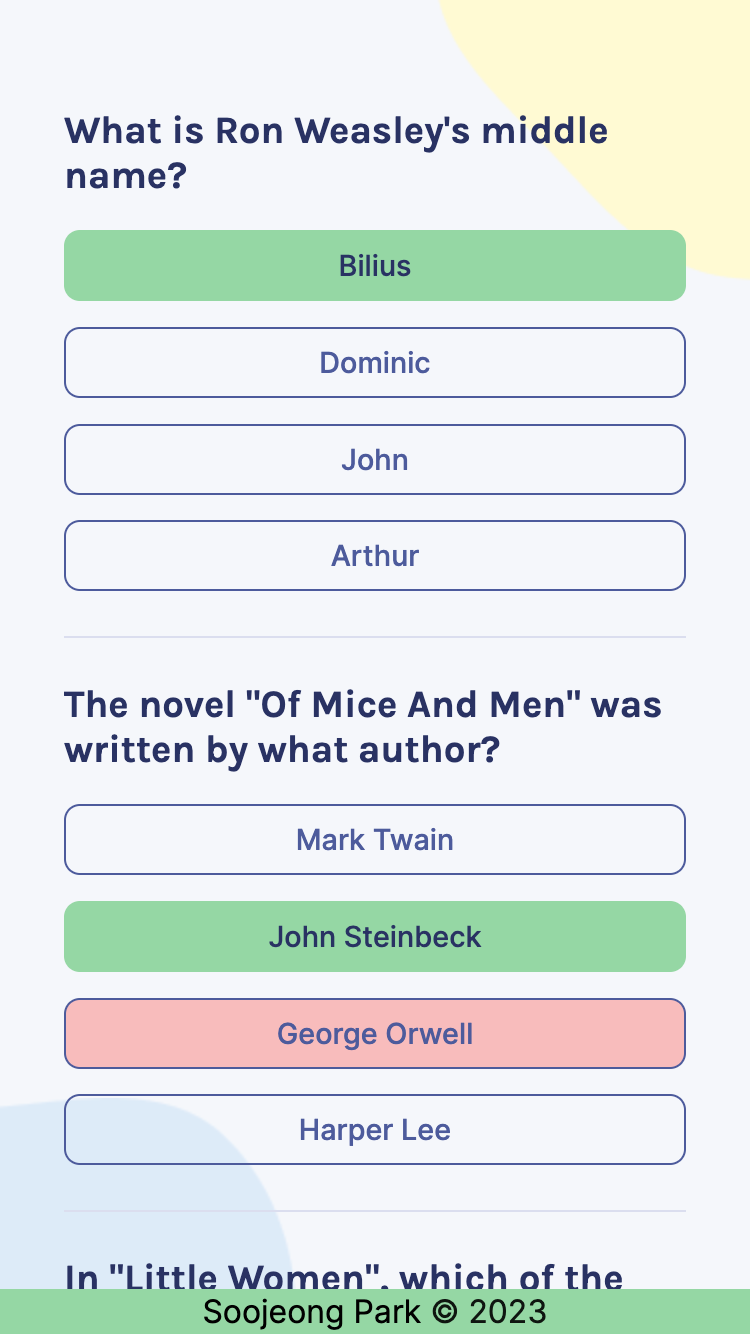 What is Ron Weasley's middle
name?
Bilius
Dominic
John
Arthur
The novel "Of Mice And Men" was
written by what author?
Mark Twain
John Steinbeck
George Orwell
Harper Lee
In "Little Women", which of the
Soojeong Park © 2023